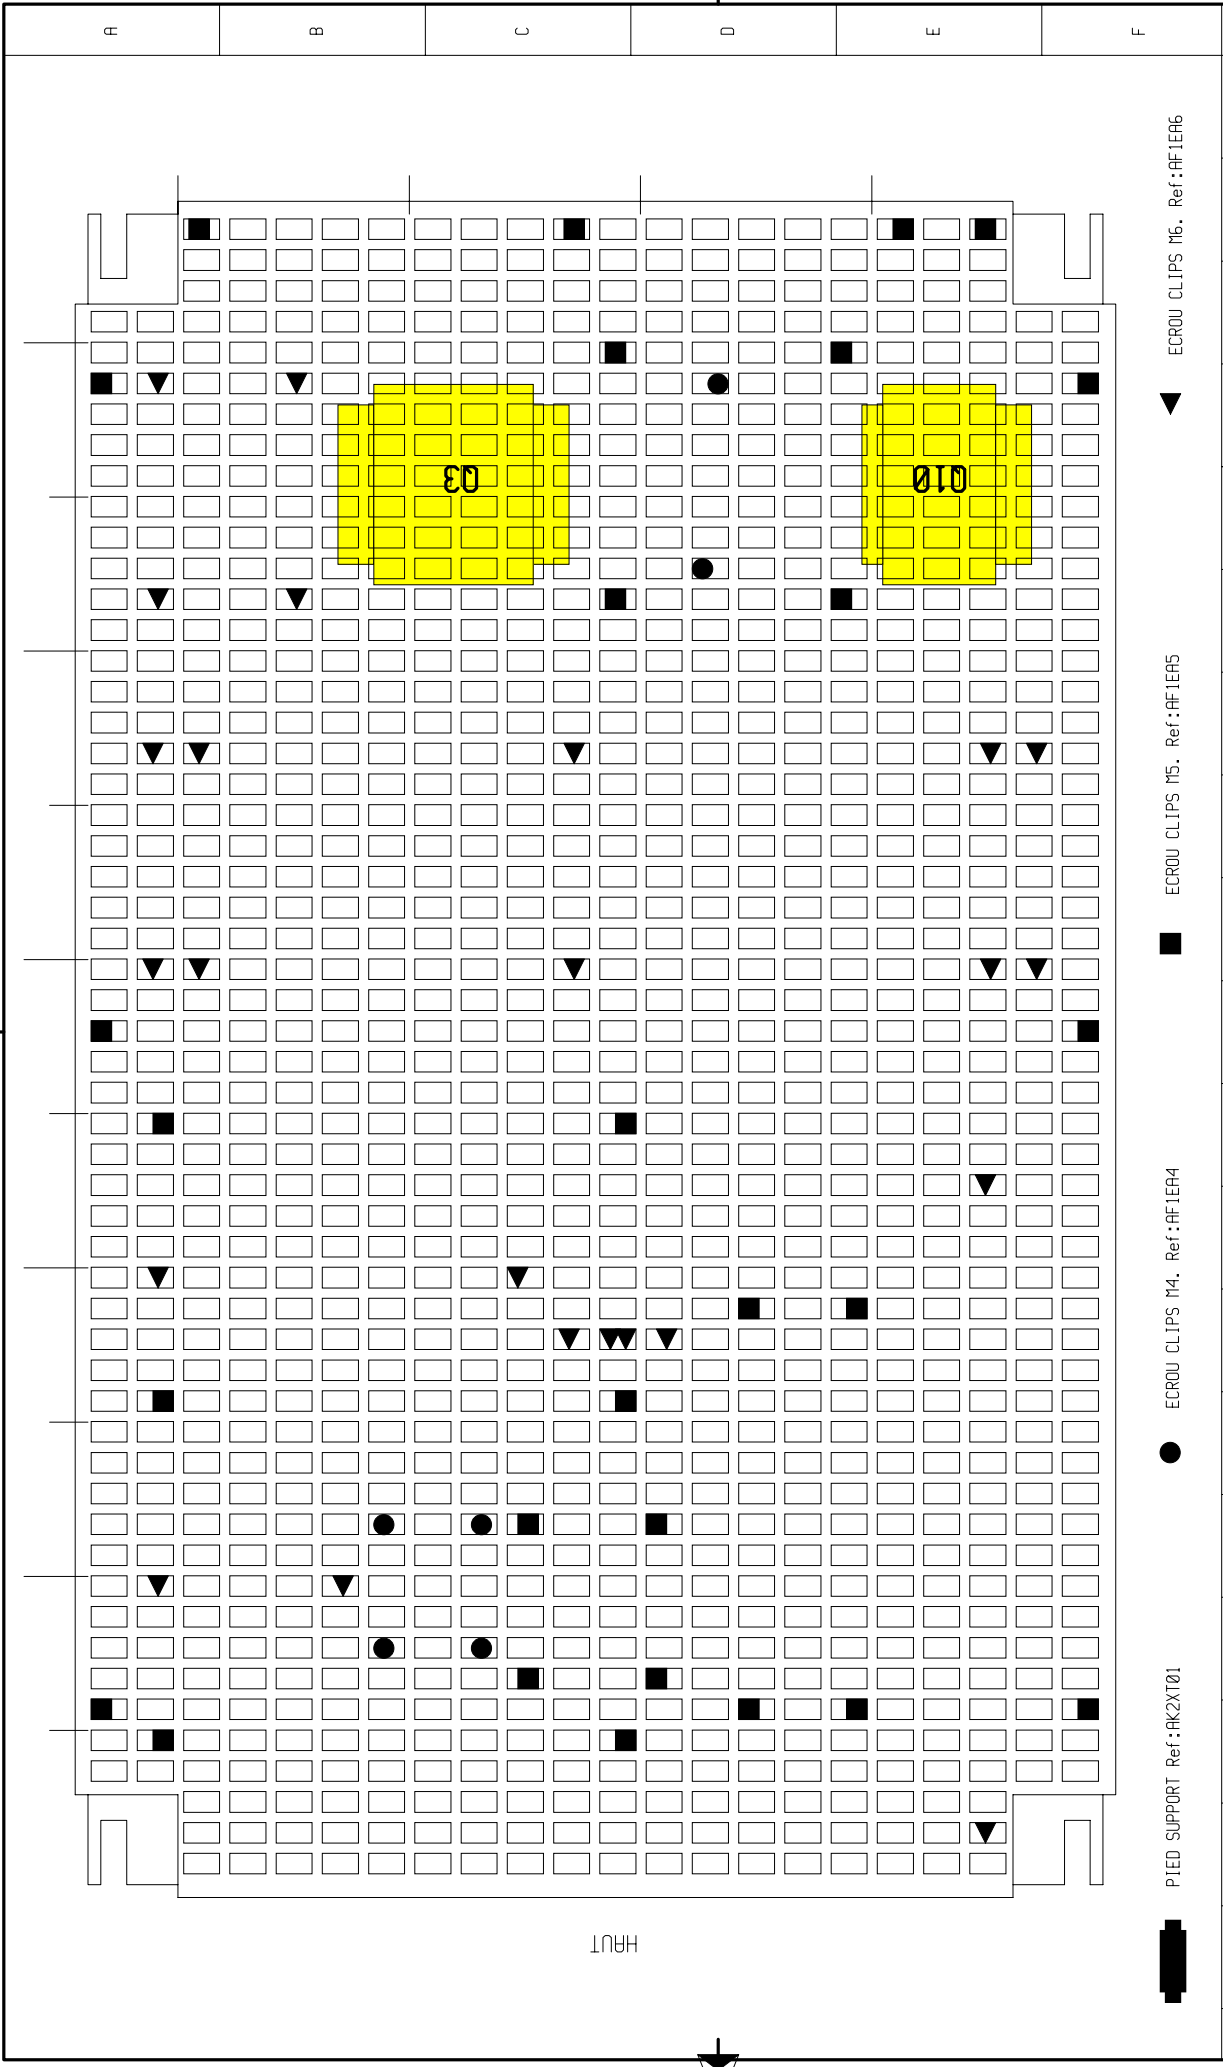 A
B
C
D
E
F
Q3
Q10
HAUT
PIED SUPPORT Ref:AK2XT01
ECROU CLIPS M4. Ref:AF1EA4
ECROU CLIPS M5. Ref:AF1EA5
ECROU CLIPS M6. Ref:AF1EA6